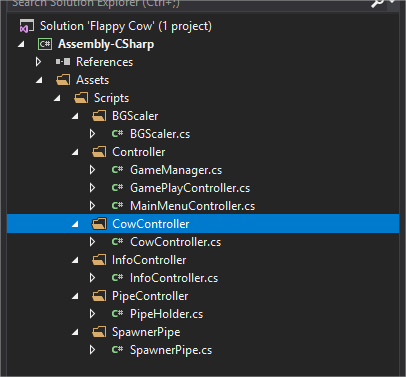 Search Solution Explorer (Ctrl+;)
Solution 'Flappy Cow' (1 project)
C# Assembly-CSharp
References
Assets
Scripts
BGScaler
C# BGScaler.cs
Controller
C# GameManager.cs
C# GamePlayController.cs
C# MainMenuController.cs
CowController
C# CowController.cs
InfoController
C# InfoController.cs
PipeController
C# PipeHolder.cs
SpawnerPipe
C# SpawnerPipe.cs